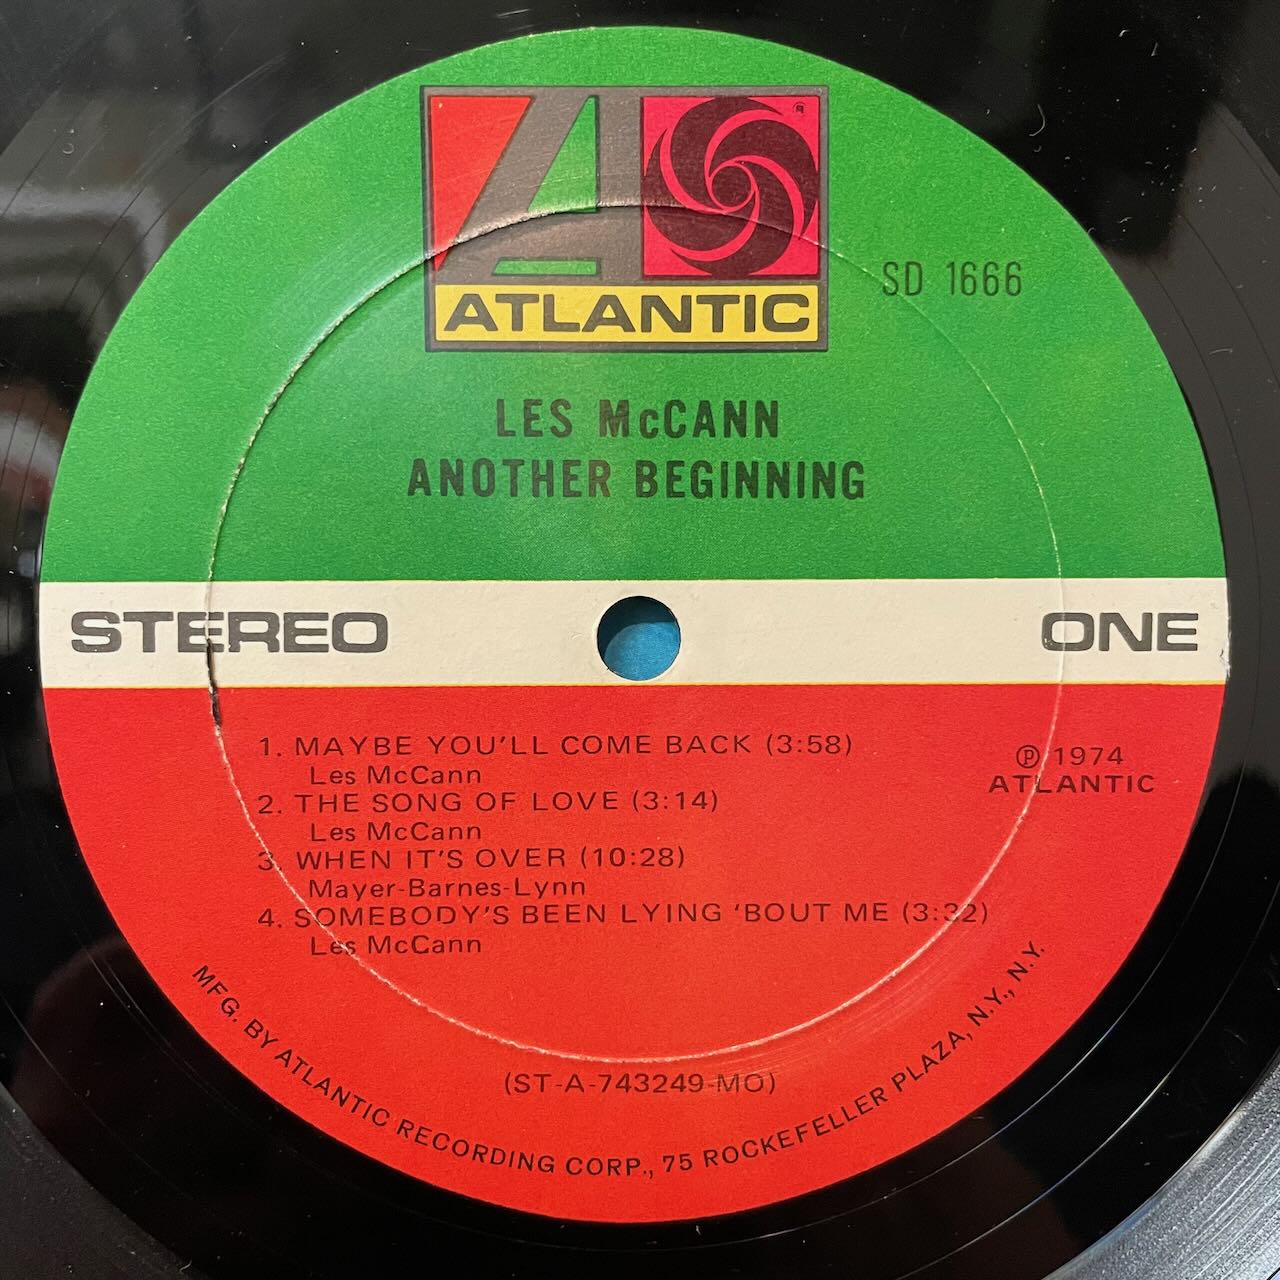 ATLANTIC
SD 1666
LES McCANN
ANOTHER BEGINNING
STEREO
ONE
1. MAYBE YOU'LL COME BACK (3:58)
Les McCann
2. THE SONG OF LOVE (3:14)
Les McCann
3. WHEN IT'S OVER (10:28)
Mayer-Barnes-Lynn
4. SOMEBODY'S BEEN LYING 'BOUT ME (3:32)
Les McCann
℗ 1974
ATLANTIC
(ST-A-743249-MO)
MFG. BY ATLANTIC RECORDING CORP., 75 ROCKEFELLER PLAZA, N.Y., N.Y.